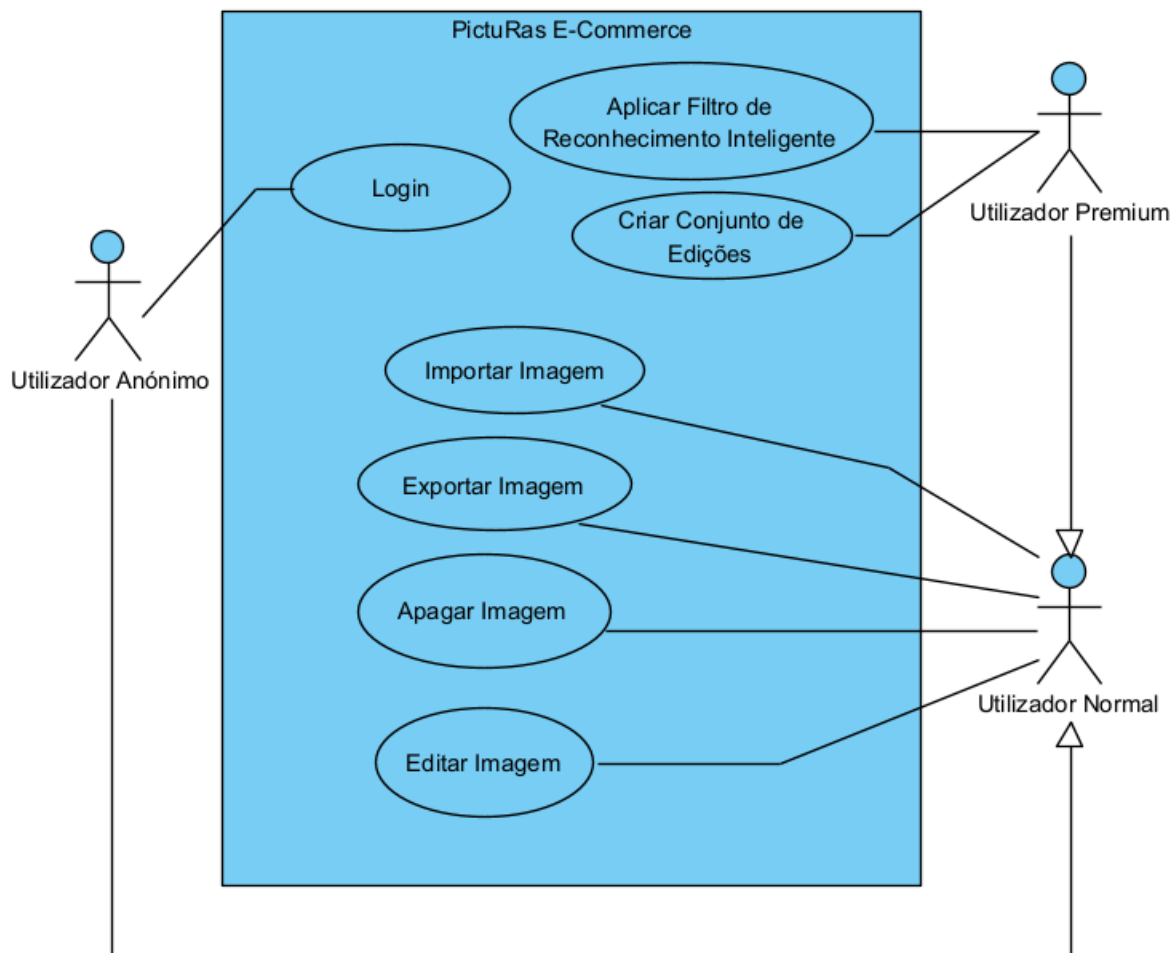 PictuRas E-Commerce
Aplicar Filtro de
Reconhecimento Inteligente
Login
Criar Conjunto de
Edições
Utilizador Premium
Utilizador Anónimo
Importar Imagem
Exportar Imagem
Apagar Imagem
Utilizador Normal
Editar Imagem